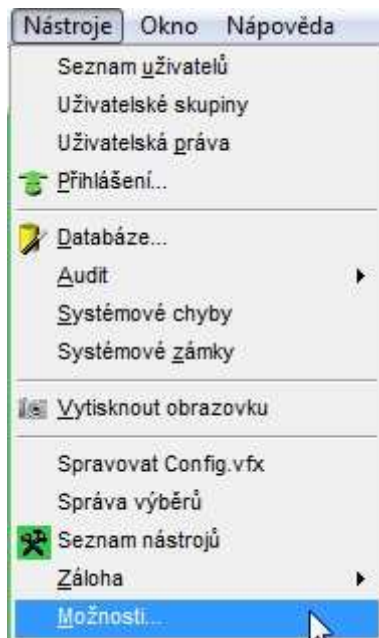 Nástroje Okno Nápověda
Seznam uživatelů
Uživatelské skupiny
Uživatelská práva
Přihlášení...
Databáze...
Audit
Systémové chyby
Systémové zámky
Vytisknout obrazovku
Spravovat Config.vfx
Správa výběrů
Seznam nástrojů
Záloha
Možnosti...